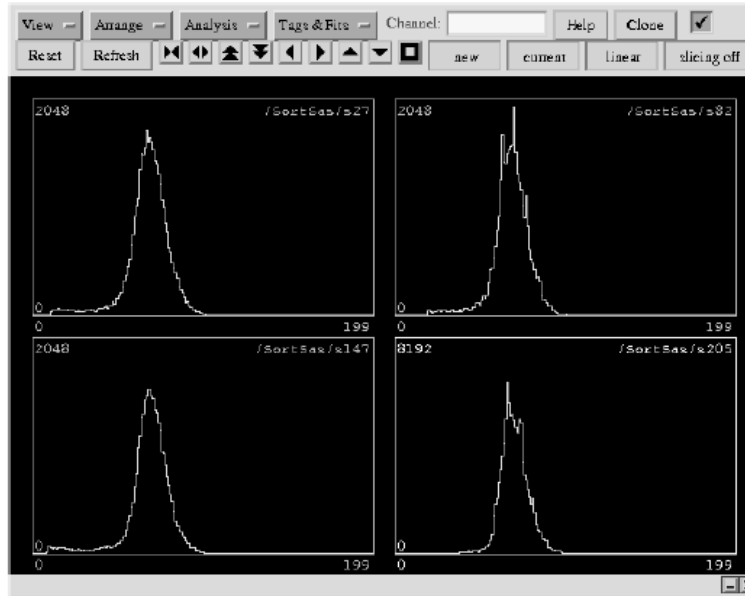 View Arrange Analysis Tags & Fits Channel: Help Clone
Reset Refresh new current linear slicing off
2048 /SortSas/s27
0
0 199
2048 /SortSas/s82
0
0 199
2048 /SortSas/s147
0
0 199
8192 /SortSas/s205
0
0 199